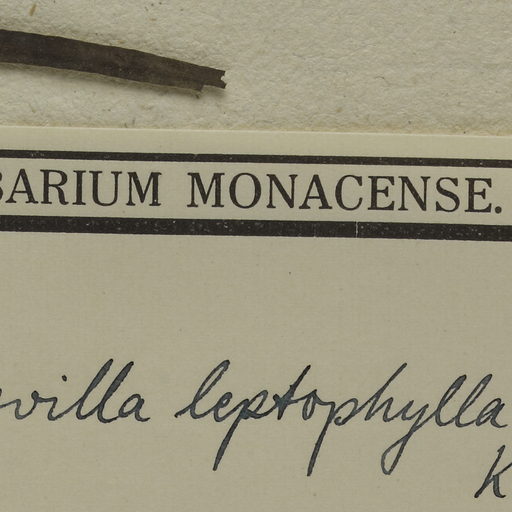 BARIUM MONACENSE.
villa leptophylla
K